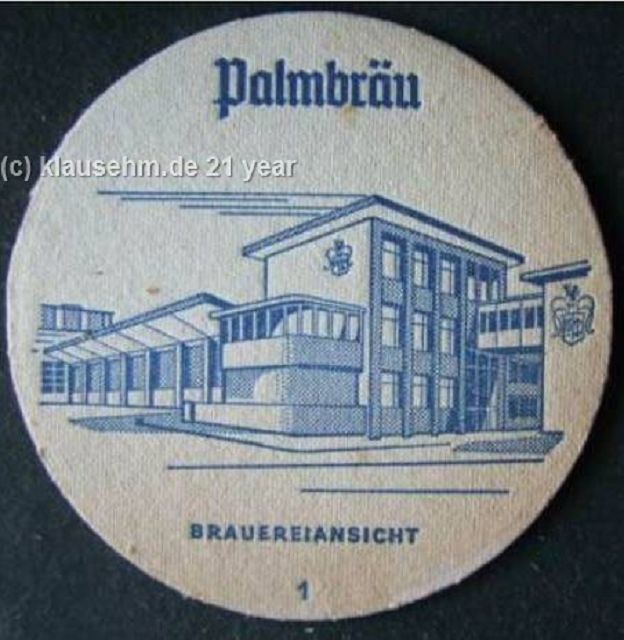 Palmbräu
(c) klausehm.de 21 year
BRAUEREIANSICHT
1